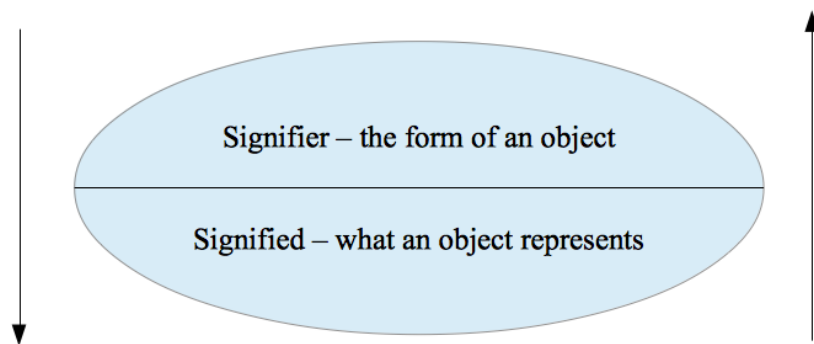 Signifier – the form of an object
Signified – what an object represents